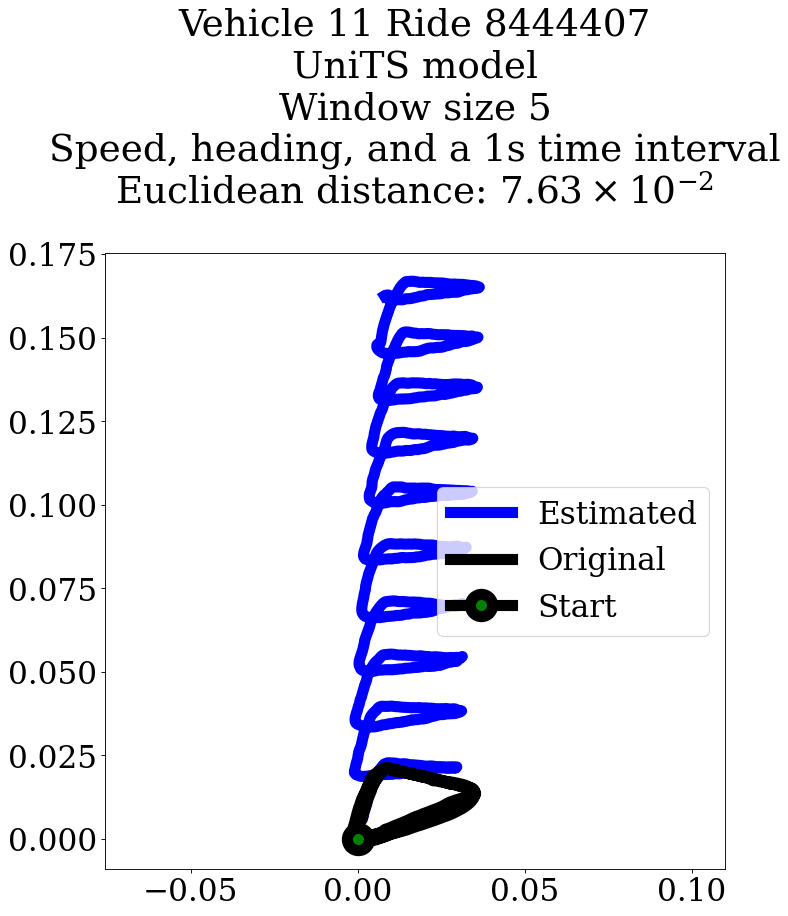 Vehicle 11 Ride 8444407
UniTS model
Window size 5
Speed, heading, and a 1s time interval
Euclidean distance: 7.63 × 10⁻²
0.175
0.150
0.125
0.100
0.075
0.050
0.025
0.000
Estimated
Original
Start
−0.05 0.00 0.05 0.10